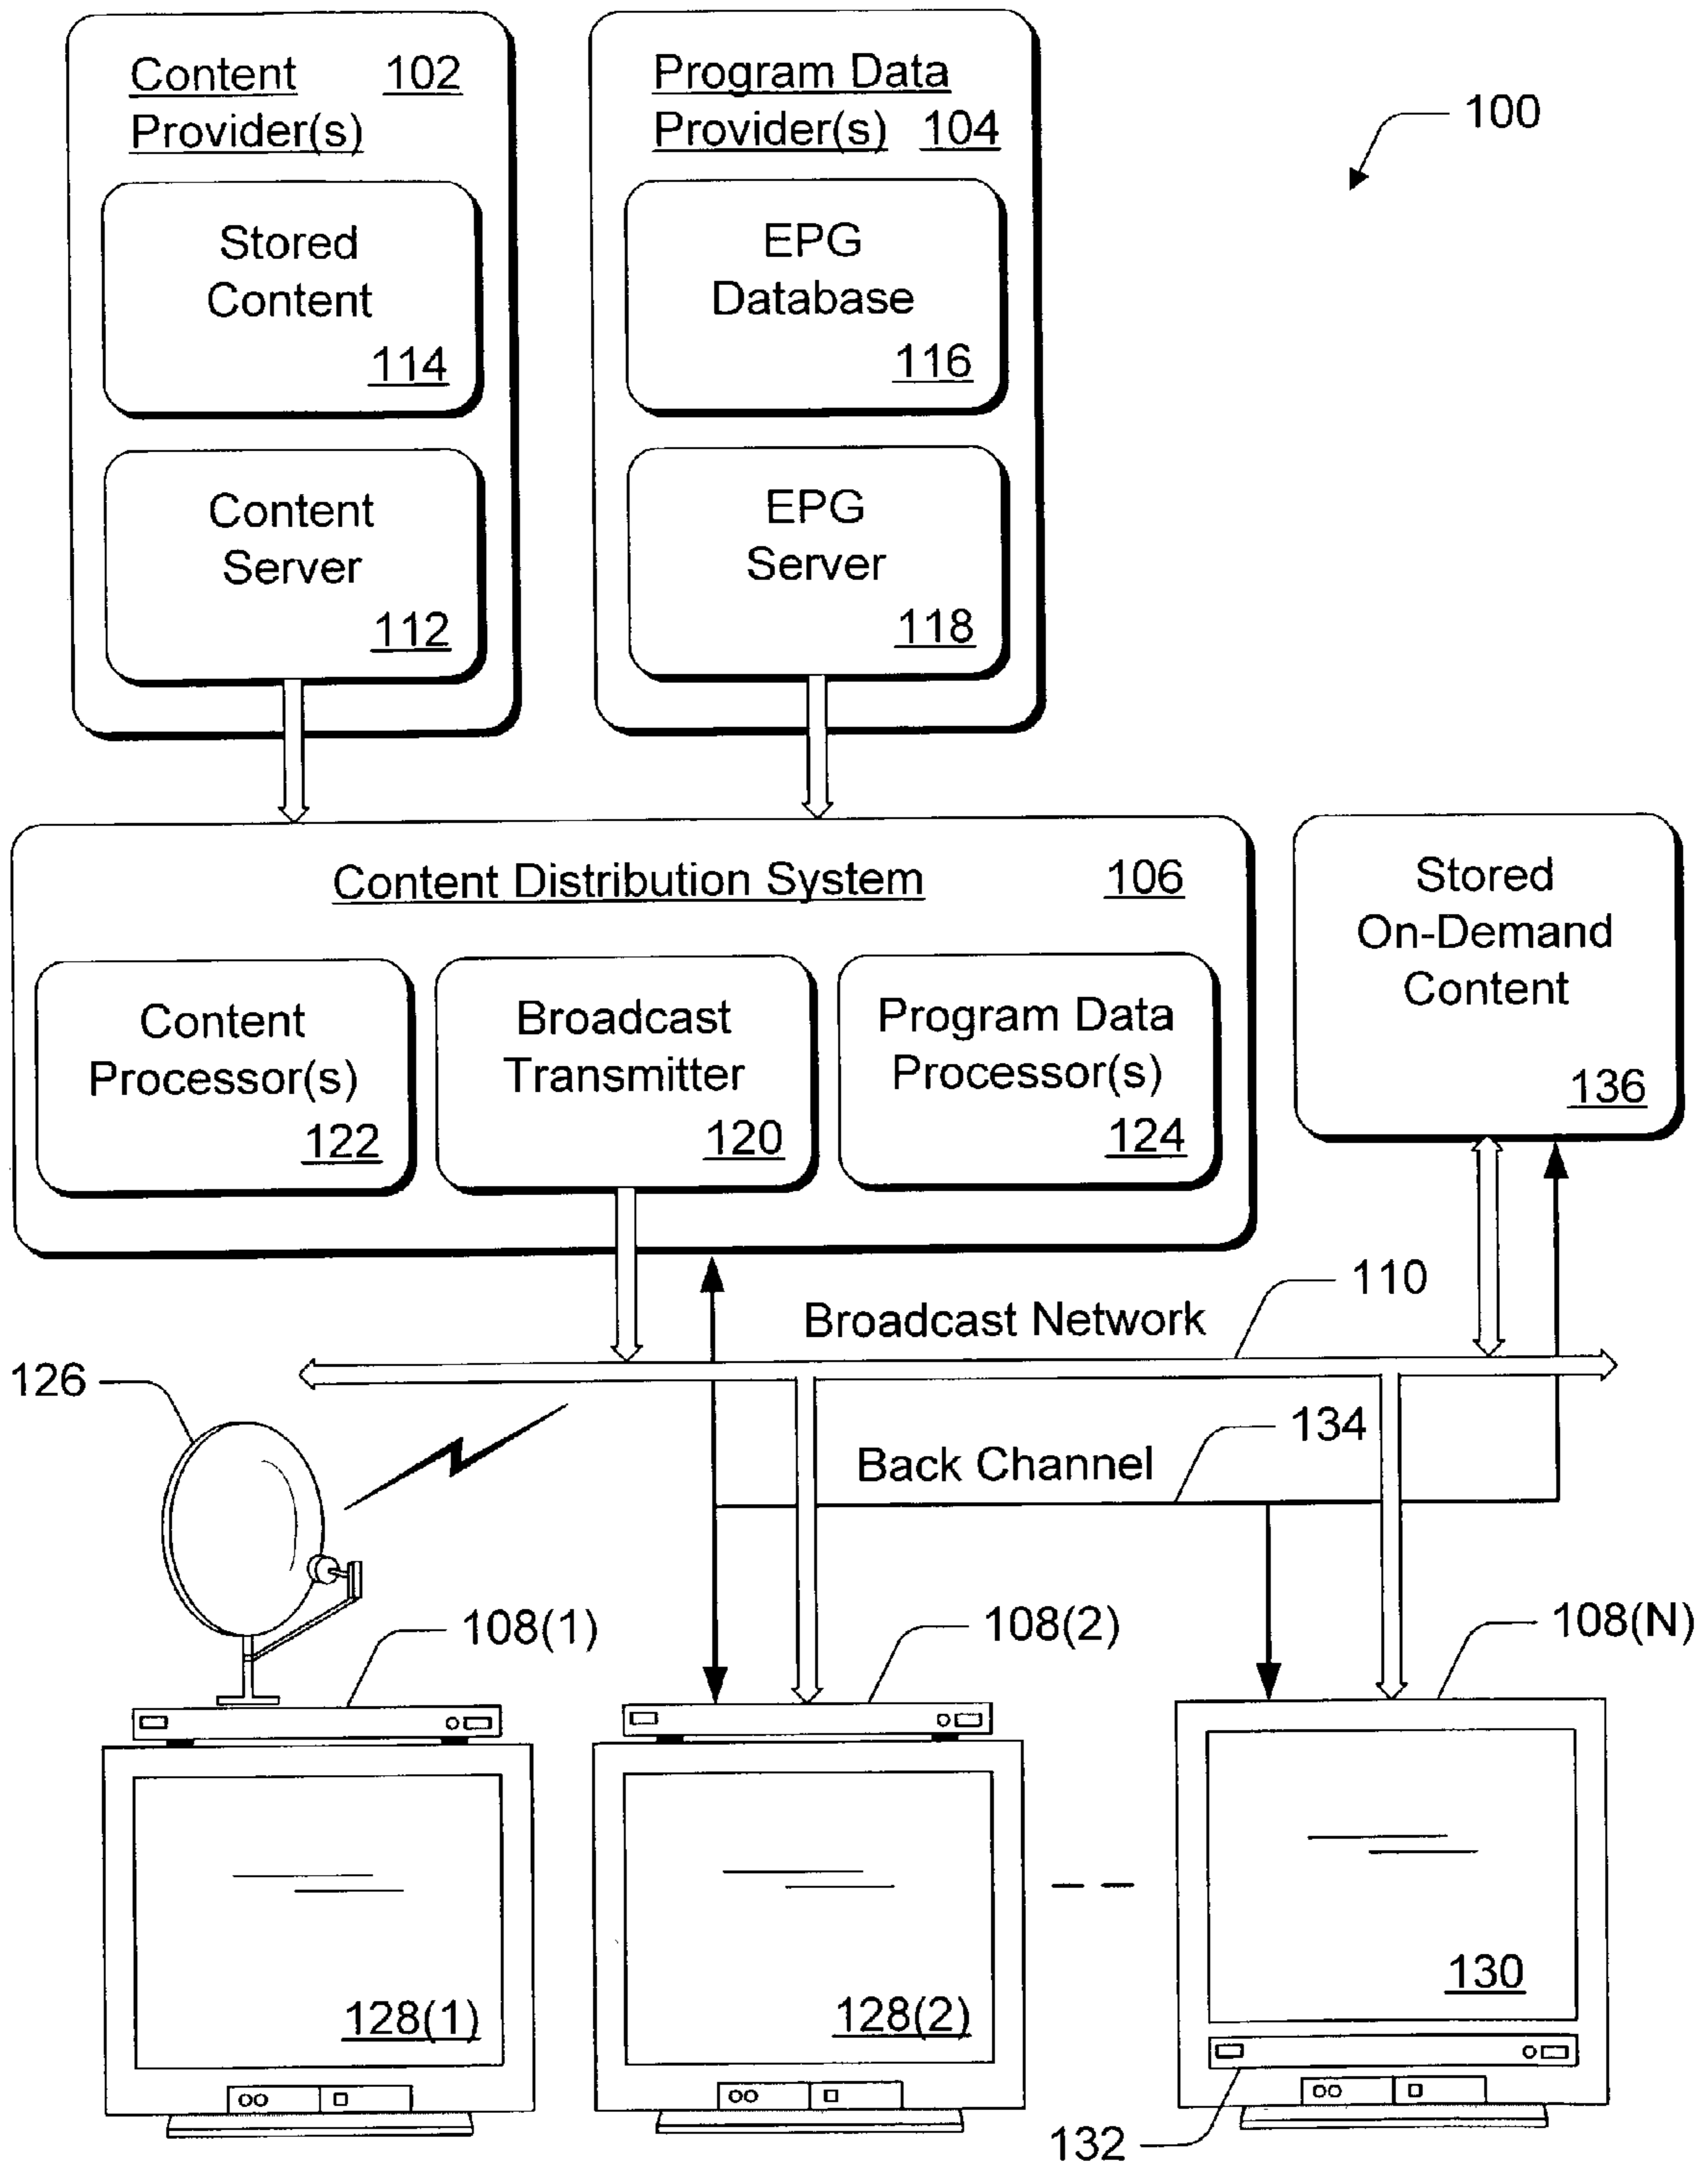 Content 102
Provider(s)
Stored
Content
114
Content
Server
112
Program Data
Provider(s) 104
EPG
Database
116
EPG
Server
118
100
Content Distribution System 106
Content
Processor(s)
122
Broadcast
Transmitter
120
Program Data
Processor(s)
124
Stored
On-Demand
Content
136
110
Broadcast Network
126
134
Back Channel
108(1)
108(2)
108(N)
128(1)
128(2)
130
132